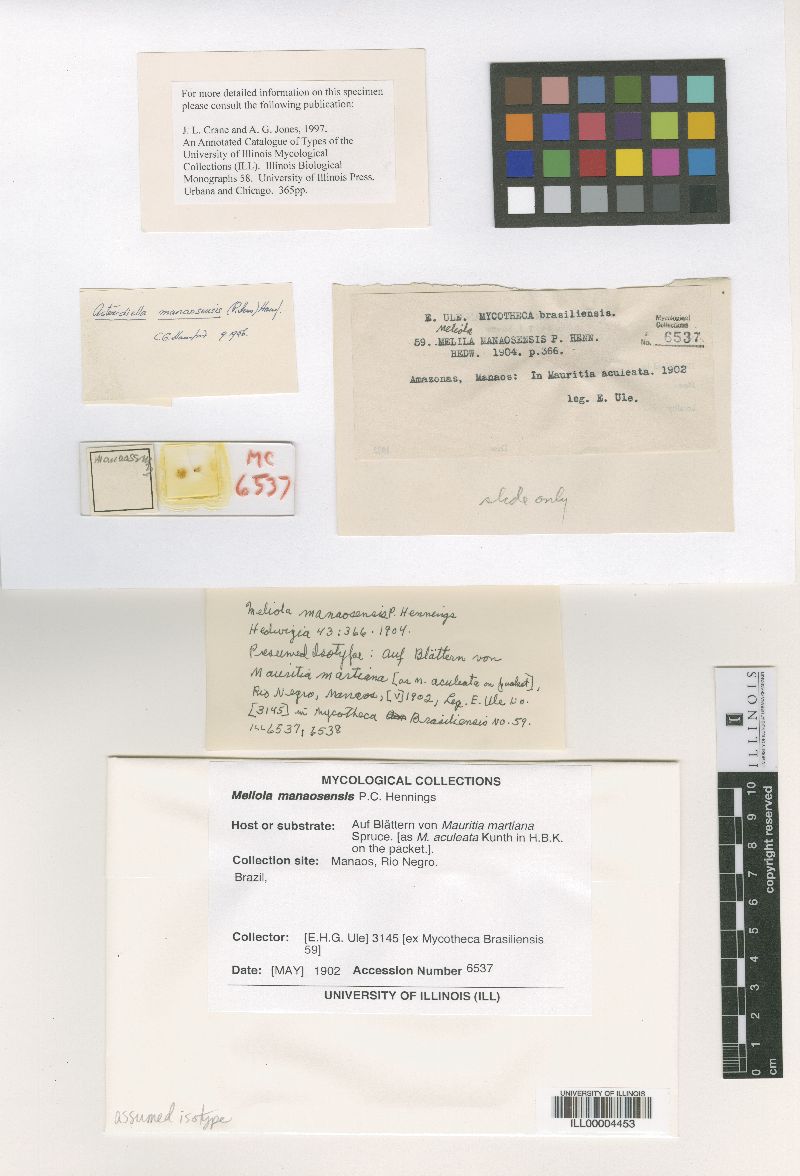 For more detailed information on this specimen
please consult the following publication:
J. L. Crane and A. G. Jones, 1997.
An Annotated Catalogue of Types of the
University of Illinois Mycological
Collections (ILL). Illinois Biological
Monographs 58. University of Illinois Press.
Urbana and Chicago. 365pp.
Asteridiella manaosensis (P. Henn) Hansf.
E. ULE. MYCOTHECA brasiliensis.
Meliola
59. MELILA MANAOSENSIS P. HENN.
HEDW. 1904. p.366.
Mycological
Collections
No. 6537
Amazonas, Manaos: In Mauritia aculeata. 1902
leg. E. Ule.
slide only
MC
6537
Meliola manaosensis P. Hennings
Hedwigia 43:366. 1904.
Presumed Isotype: Auf Blättern von
Mauritia martiana [as M. aculeata on packet],
Rio Negro, Manaos, [V] 1902, Leg. E. Ule no.
[3145] in Mycotheca Brasiliensis no. 59.
ILL 6537, 6538
MYCOLOGICAL COLLECTIONS
Meliola manaosensis P.C. Hennings
Host or substrate: Auf Blättern von Mauritia martiana
Spruce. [as M. aculeata Kunth in H.B.K.
on the packet.].
Collection site: Manaos, Rio Negro.
Brazil,
Collector: [E.H.G. Ule] 3145 [ex Mycotheca Brasiliensis
59]
Date: [MAY] 1902 Accession Number 6537
UNIVERSITY OF ILLINOIS (ILL)
assumed isotype
UNIVERSITY OF ILLINOIS
ILL00004453
ILLINOIS
10
9
8
7
6
5
4
3
2
1
0
cm
copyright reserved